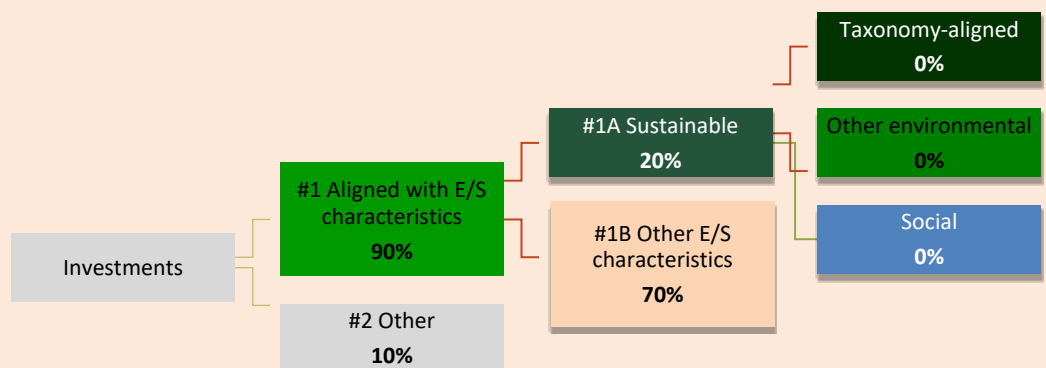 Investments
#1 Aligned with E/S
characteristics
90%
#2 Other
10%
#1A Sustainable
20%
#1B Other E/S
characteristics
70%
Taxonomy-aligned
0%
Other environmental
0%
Social
0%